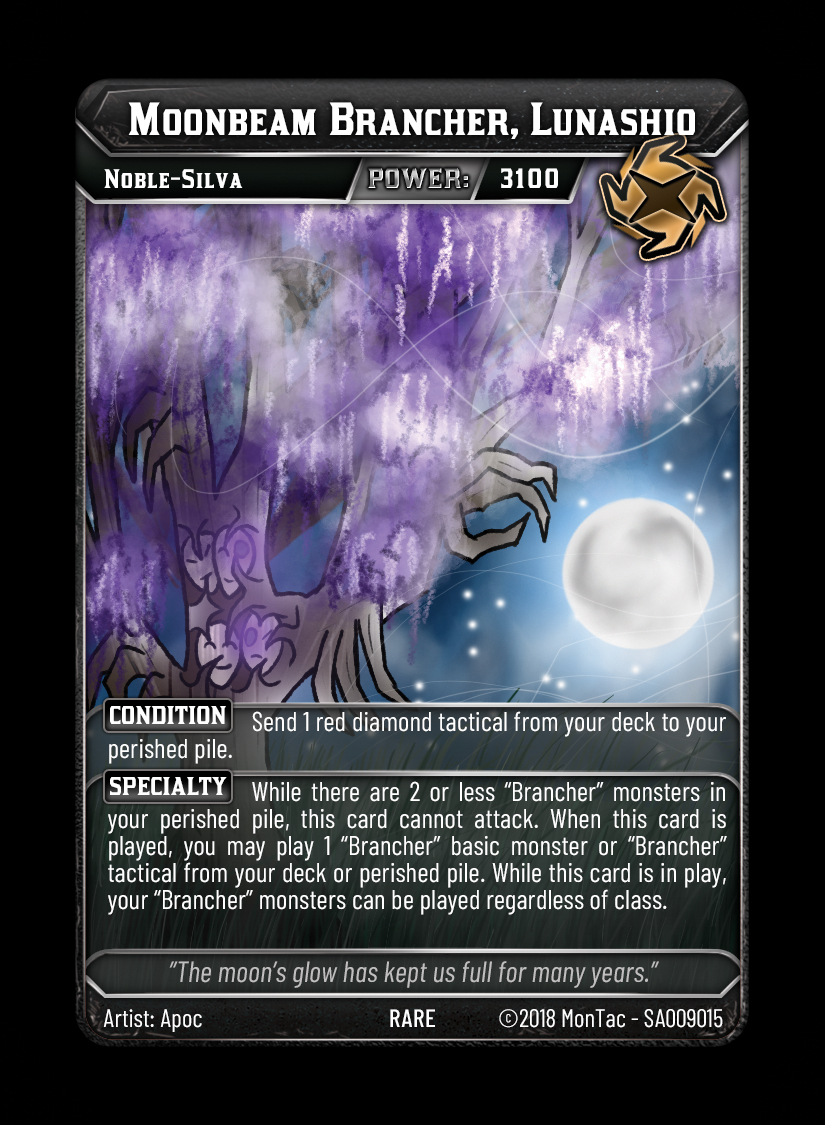 Moonbeam Brancher, Lunashio
Noble-Silva POWER: 3100
CONDITION Send 1 red diamond tactical from your deck to your
perished pile.
SPECIALTY While there are 2 or less “Brancher” monsters in
your perished pile, this card cannot attack. When this card is
played, you may play 1 “Brancher” basic monster or “Brancher”
tactical from your deck or perished pile. While this card is in play,
your “Brancher” monsters can be played regardless of class.
“The moon’s glow has kept us full for many years.”
Artist: Apoc RARE ©2018 MonTac - SA009015